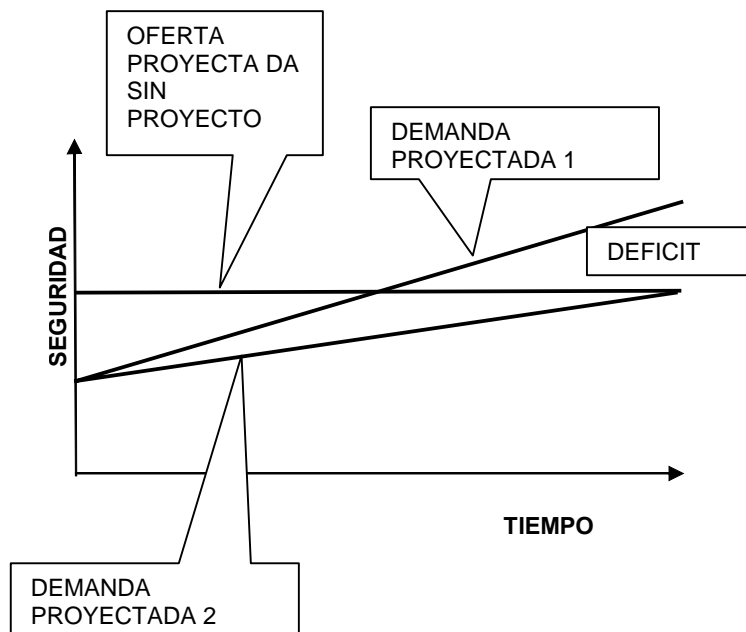 OFERTA
PROYECTA DA
SIN
PROYECTO
DEMANDA
PROYECTADA 1
DEFICIT
SEGURIDAD
TIEMPO
DEMANDA
PROYECTADA 2